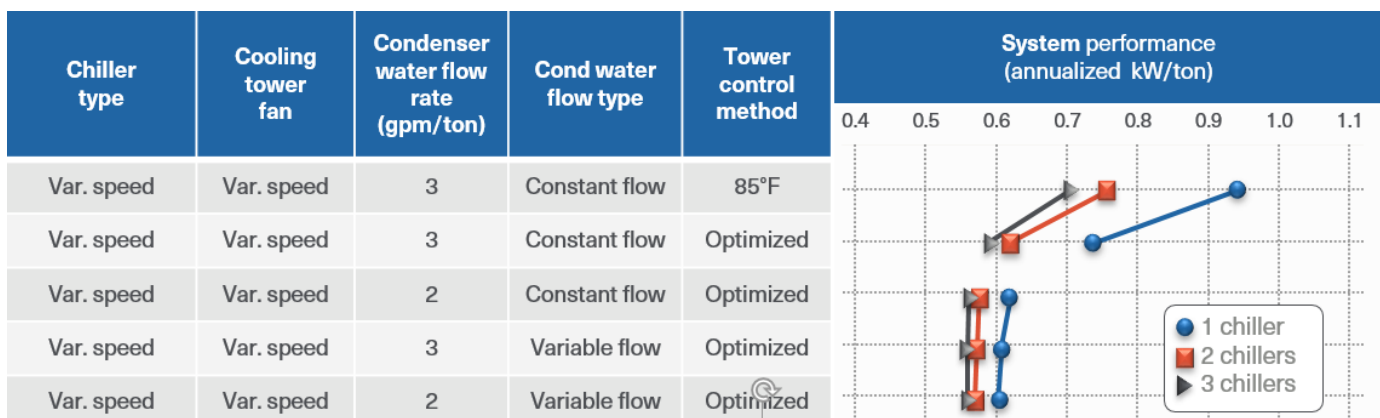 Chiller
type
Cooling
tower
fan
Condenser
water flow
rate
(gpm/ton)
Cond water
flow type
Tower
control
method
System performance
(annualized kW/ton)
0.4 0.5 0.6 0.7 0.8 0.9 1.0 1.1
Var. speed Var. speed 3 Constant flow 85°F
Var. speed Var. speed 3 Constant flow Optimized
Var. speed Var. speed 2 Constant flow Optimized
Var. speed Var. speed 3 Variable flow Optimized
Var. speed Var. speed 2 Variable flow Optimized
1 chiller
2 chillers
3 chillers